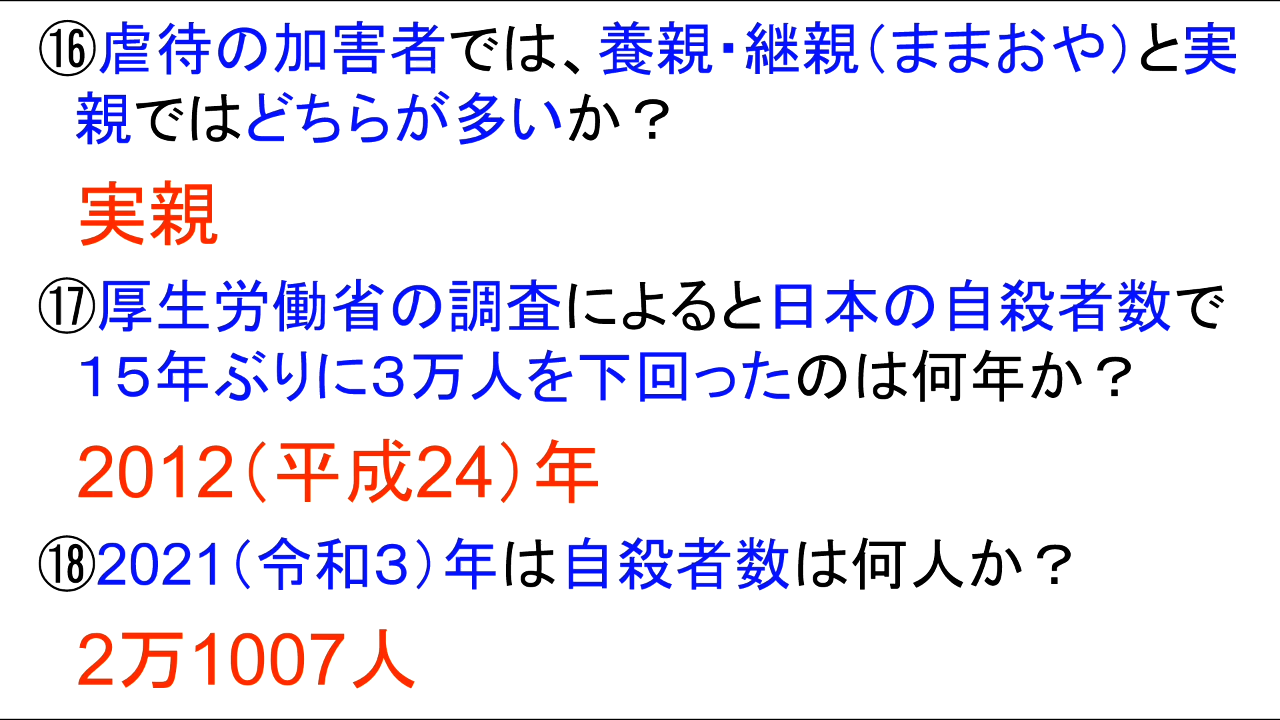 ⑯虐待の加害者では、養親・継親（ままおや）と実
親ではどちらが多いか？
実親
⑰厚生労働省の調査によると日本の自殺者数で
１５年ぶりに３万人を下回ったのは何年か？
2012（平成24）年
⑱2021（令和３）年は自殺者数は何人か？
2万1007人